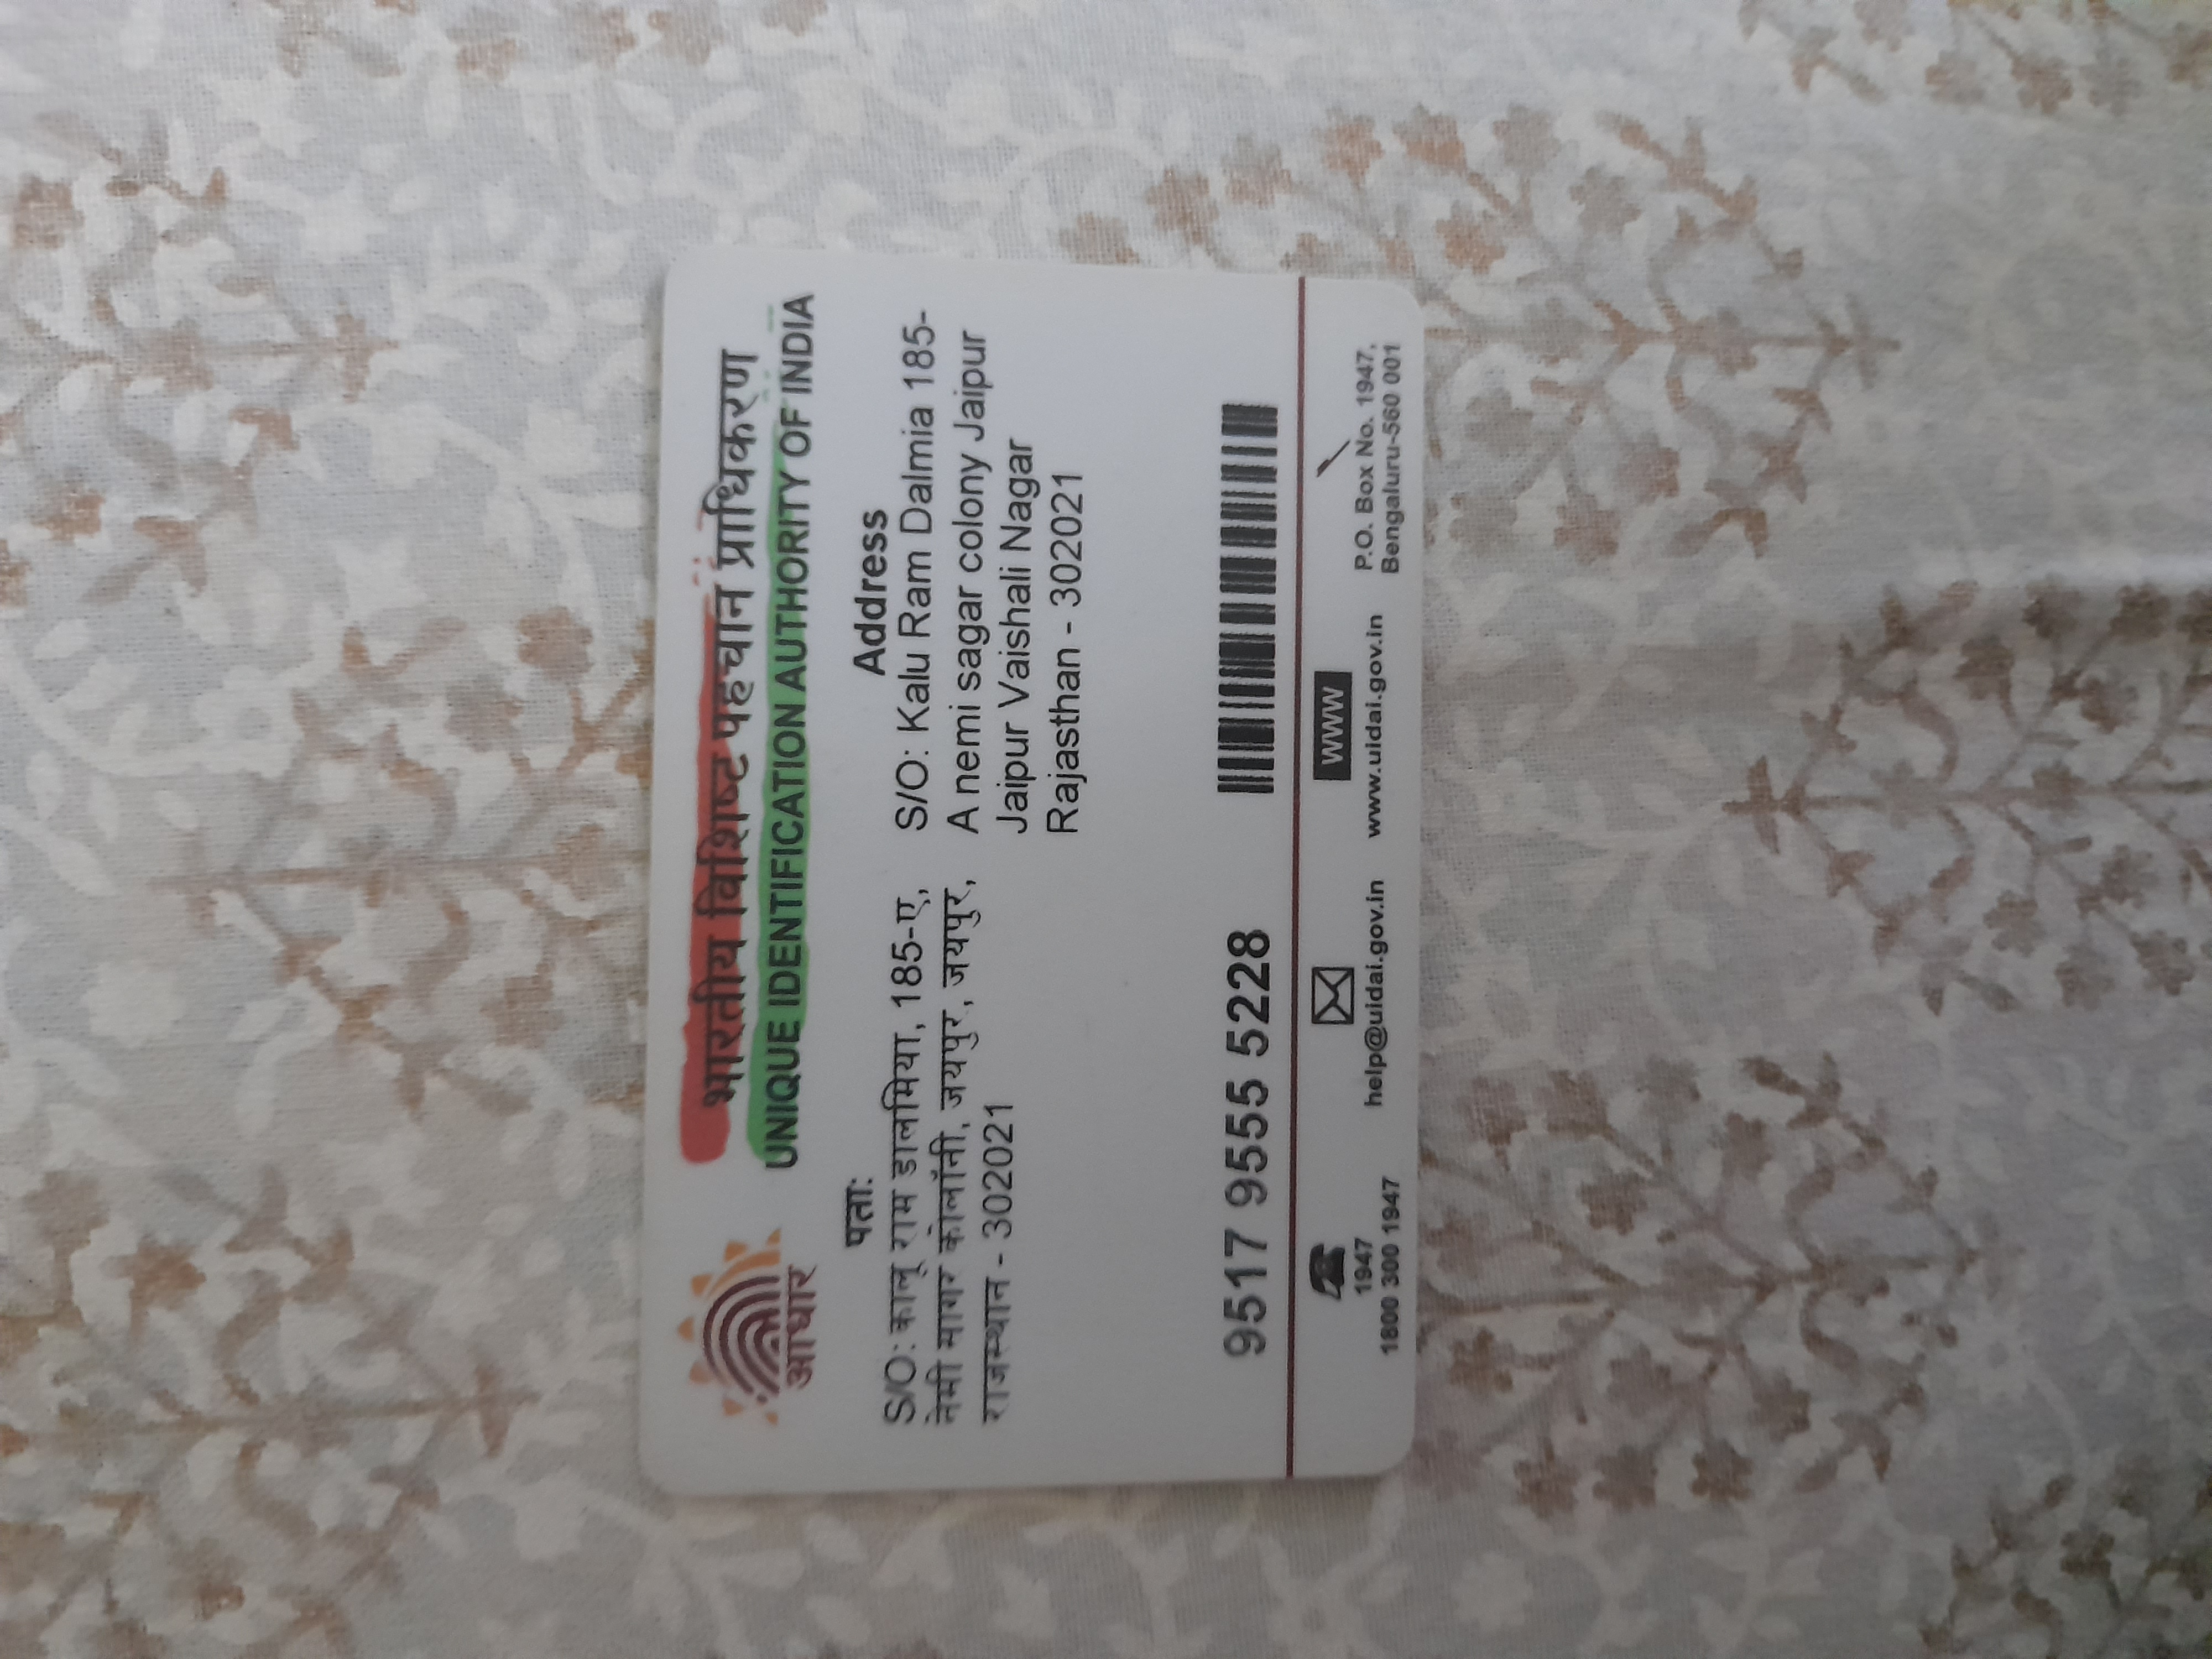 भारतीय विशिष्ट पहचान प्राधिकरण
UNIQUE IDENTIFICATION AUTHORITY OF INDIA
आधार
पता:
S/O: कालू राम डालमिया, 185-ए,
नेमी सागर कोलॉनी, जयपुर, जयपुर,
राजस्थान - 302021
Address
S/O: Kalu Ram Dalmia 185-
A nemi sagar colony Jaipur
Jaipur Vaishali Nagar
Rajasthan - 302021
9517 9555 5228
1947
1800 300 1947
help@uidai.gov.in
WWW
www.uidai.gov.in
P.O. Box No. 1947,
Bengaluru-560 001